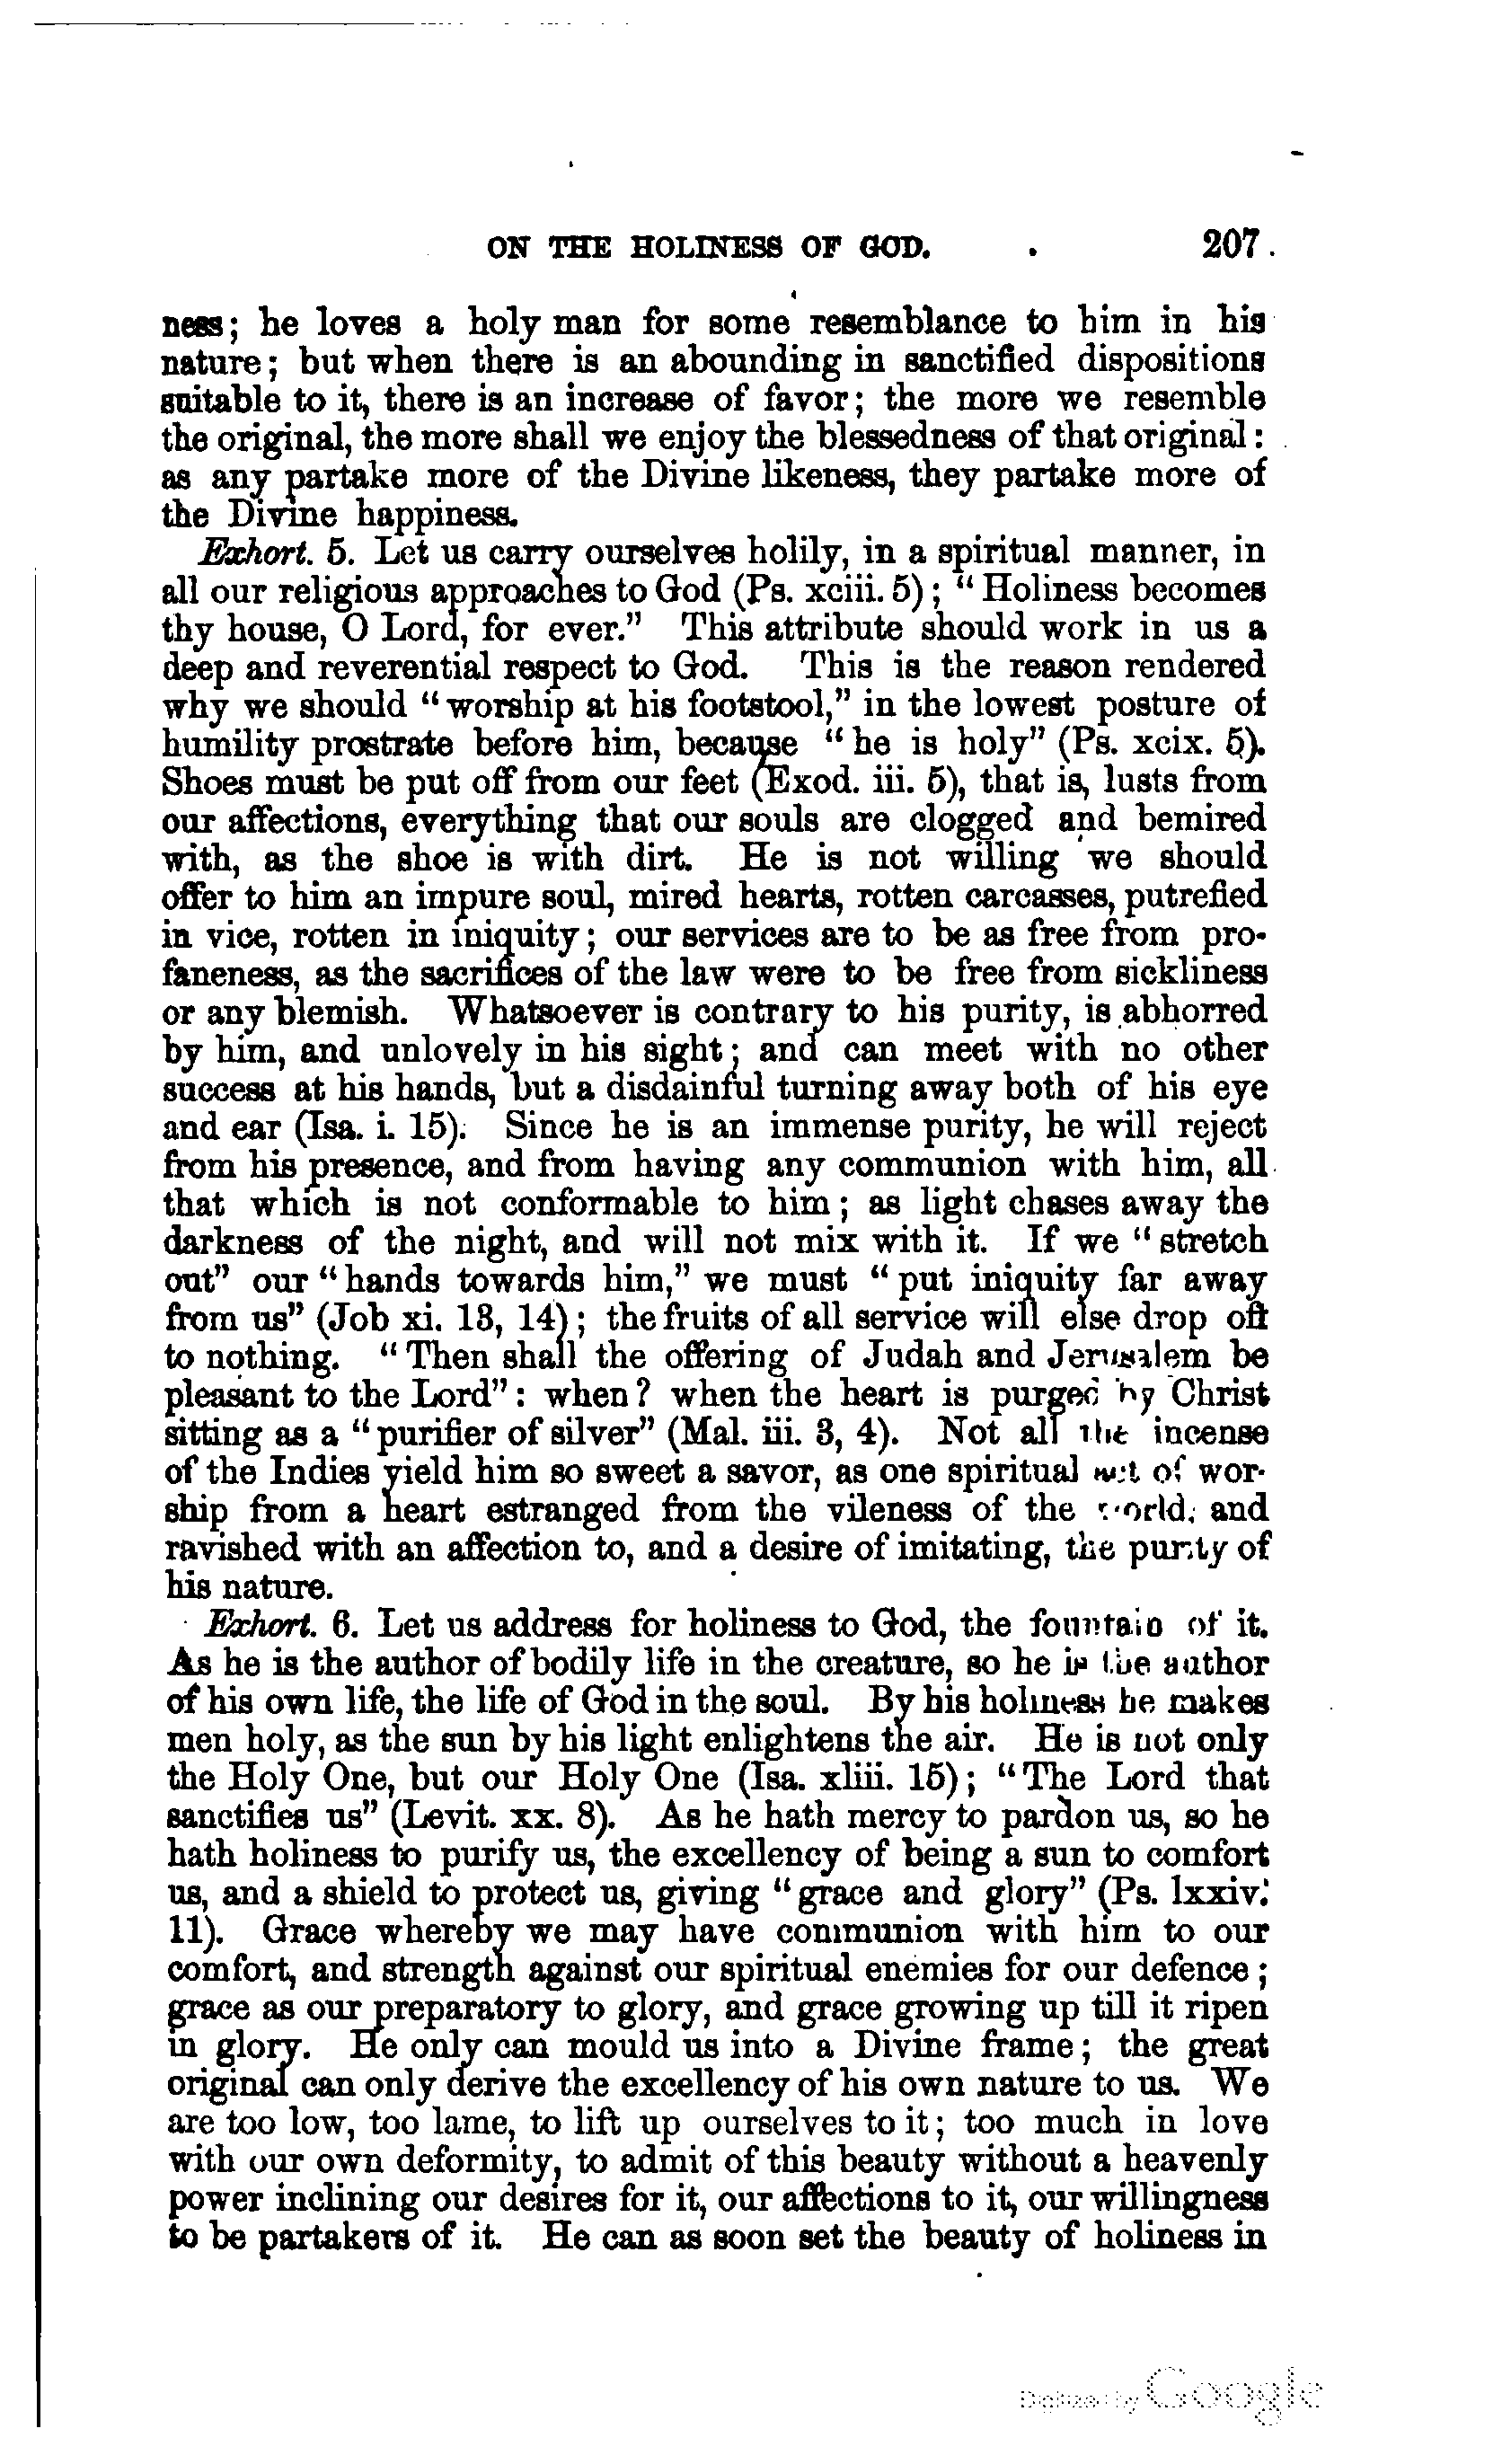 ON THE HOLINESS OF GOD. 207.
ness; he loves a holy man for some resemblance to him in his
nature; but when there is an abounding in sanctified dispositions
suitable to it, there is an increase of favor; the more we resemble
the original, the more shall we enjoy the blessedness of that original:
as any partake more of the Divine likeness, they partake more of
the Divine happiness.
Exhort. 5. Let us carry ourselves holily, in a spiritual manner, in
all our religious approaches to God (Ps. xciii. 5); "Holiness becomes
thy house, O Lord, for ever." This attribute should work in us a
deep and reverential respect to God. This is the reason rendered
why we should "worship at his footstool," in the lowest posture of
humility prostrate before him, because "he is holy" (Ps. xcix. 5).
Shoes must be put off from our feet (Exod. iii. 5), that is, lusts from
our affections, everything that our souls are clogged and bemired
with, as the shoe is with dirt. He is not willing we should
offer to him an impure soul, mired hearts, rotten carcasses, putrefied
in vice, rotten in iniquity; our services are to be as free from pro-
faneness, as the sacrifices of the law were to be free from sickliness
or any blemish. Whatsoever is contrary to his purity, is abhorred
by him, and unlovely in his sight; and can meet with no other
success at his hands, but a disdainful turning away both of his eye
and ear (Isa. i. 15). Since he is an immense purity, he will reject
from his presence, and from having any communion with him, all
that which is not conformable to him; as light chases away the
darkness of the night, and will not mix with it. If we "stretch
out" our "hands towards him," we must "put iniquity far away
from us" (Job xi. 13, 14); the fruits of all service will else drop off
to nothing. "Then shall the offering of Judah and Jerusalem be
pleasant to the Lord": when? when the heart is purged by Christ
sitting as a "purifier of silver" (Mal. iii. 3, 4). Not all the incense
of the Indies yield him so sweet a savor, as one spiritual act of wor-
ship from a heart estranged from the vileness of the world, and
ravished with an affection to, and a desire of imitating, the purity of
his nature.
Exhort. 6. Let us address for holiness to God, the fountain of it.
As he is the author of bodily life in the creature, so he is the author
of his own life, the life of God in the soul. By his holiness he makes
men holy, as the sun by his light enlightens the air. He is not only
the Holy One, but our Holy One (Isa. xliii. 15); "The Lord that
sanctifies us" (Levit. xx. 8). As he hath mercy to pardon us, so he
hath holiness to purify us, the excellency of being a sun to comfort
us, and a shield to protect us, giving "grace and glory" (Ps. lxxiv.
11). Grace whereby we may have communion with him to our
comfort, and strength against our spiritual enemies for our defence;
grace as our preparatory to glory, and grace growing up till it ripen
in glory. He only can mould us into a Divine frame; the great
original can only derive the excellency of his own nature to us. We
are too low, too lame, to lift up ourselves to it; too much in love
with our own deformity, to admit of this beauty without a heavenly
power inclining our desires for it, our affections to it, our willingness
to be partakers of it. He can as soon set the beauty of holiness in
Digitized by Google